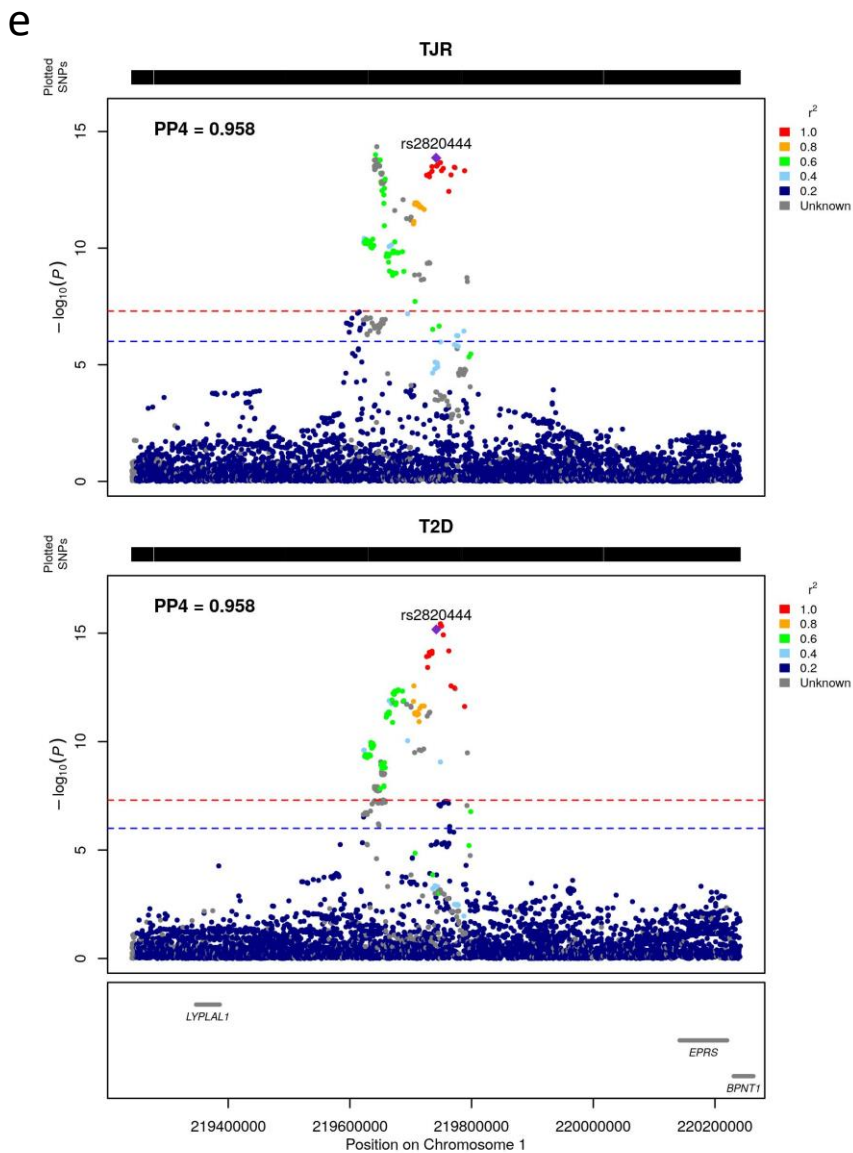 e
TJR
Plotted
SNPs
PP4 = 0.958
rs2820444
r²
1.0
0.8
0.6
0.4
0.2
Unknown
15
10
5
0
−log₁₀(P)
T2D
Plotted
SNPs
PP4 = 0.958
rs2820444
r²
1.0
0.8
0.6
0.4
0.2
Unknown
15
10
5
0
−log₁₀(P)
LYPLAL1
EPRS
BPNT1
219400000 219600000 219800000 220000000 220200000
Position on Chromosome 1